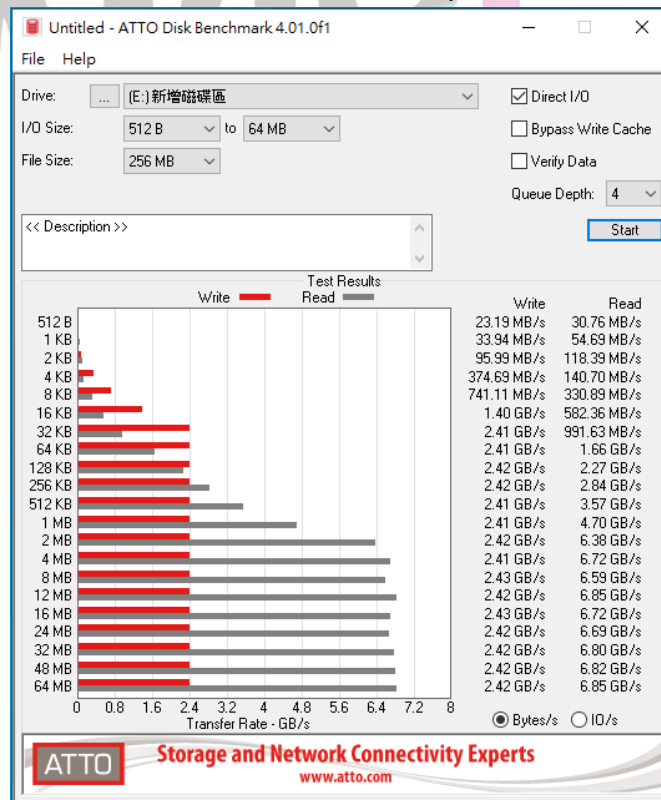 Untitled - ATTO Disk Benchmark 4.01.0f1
File Help
Drive: ... (E:)新增磁碟區 Direct I/O
I/O Size: 512 B to 64 MB Bypass Write Cache
File Size: 256 MB Verify Data
Queue Depth: 4
<< Description >> Start
Test Results
Write Read Write Read
512 B 23.19 MB/s 30.76 MB/s
1 KB 33.94 MB/s 54.69 MB/s
2 KB 95.99 MB/s 118.39 MB/s
4 KB 374.69 MB/s 140.70 MB/s
8 KB 741.11 MB/s 330.89 MB/s
16 KB 1.40 GB/s 582.36 MB/s
32 KB 2.41 GB/s 991.63 MB/s
64 KB 2.41 GB/s 1.66 GB/s
128 KB 2.42 GB/s 2.27 GB/s
256 KB 2.42 GB/s 2.84 GB/s
512 KB 2.41 GB/s 3.57 GB/s
1 MB 2.41 GB/s 4.70 GB/s
2 MB 2.42 GB/s 6.38 GB/s
4 MB 2.41 GB/s 6.72 GB/s
8 MB 2.43 GB/s 6.59 GB/s
12 MB 2.42 GB/s 6.85 GB/s
16 MB 2.43 GB/s 6.72 GB/s
24 MB 2.42 GB/s 6.69 GB/s
32 MB 2.42 GB/s 6.80 GB/s
48 MB 2.42 GB/s 6.82 GB/s
64 MB 2.42 GB/s 6.85 GB/s
0 0.8 1.6 2.4 3.2 4 4.8 5.6 6.4 7.2 8
Transfer Rate - GB/s Bytes/s IO/s
ATTO Storage and Network Connectivity Experts
www.atto.com